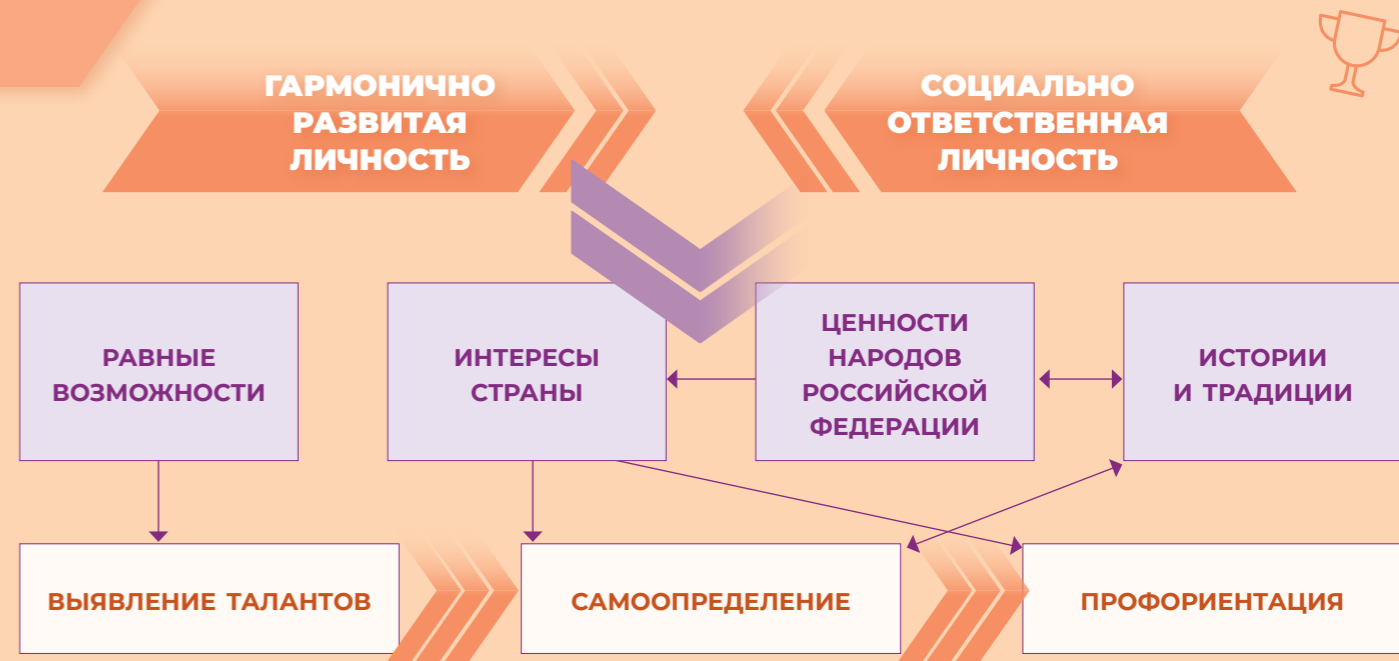 ГАРМОНИЧНО
РАЗВИТАЯ
ЛИЧНОСТЬ
СОЦИАЛЬНО
ОТВЕТСТВЕННАЯ
ЛИЧНОСТЬ
РАВНЫЕ
ВОЗМОЖНОСТИ
ИНТЕРЕСЫ
СТРАНЫ
ЦЕННОСТИ
НАРОДОВ
РОССИЙСКОЙ
ФЕДЕРАЦИИ
ИСТОРИИ
И ТРАДИЦИИ
ВЫЯВЛЕНИЕ ТАЛАНТОВ
САМООПРЕДЕЛЕНИЕ
ПРОФОРИЕНТАЦИЯ